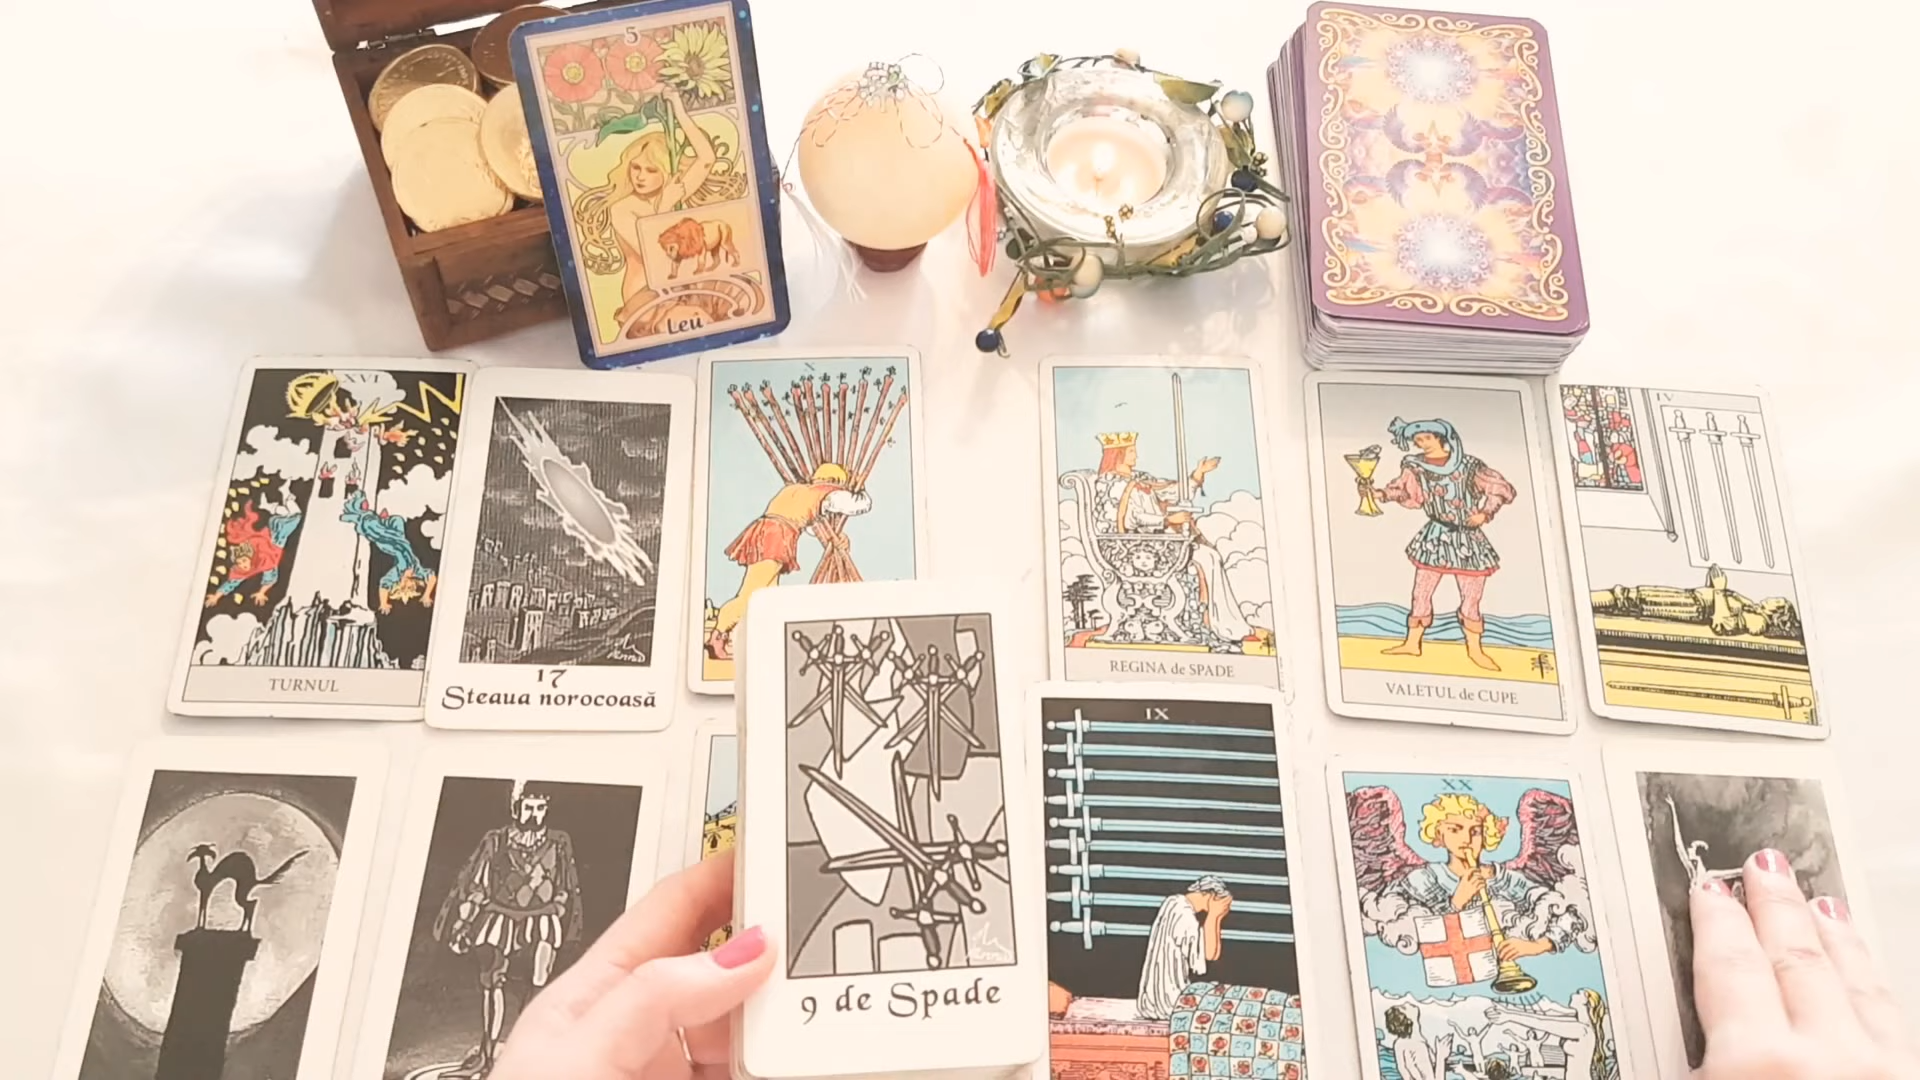 5
Leu
XVI
TURNUL
17
Steaua norocoasă
X
REGINA de SPADE
VALETUL de CUPE
IV
9 de Spade
IX
XX